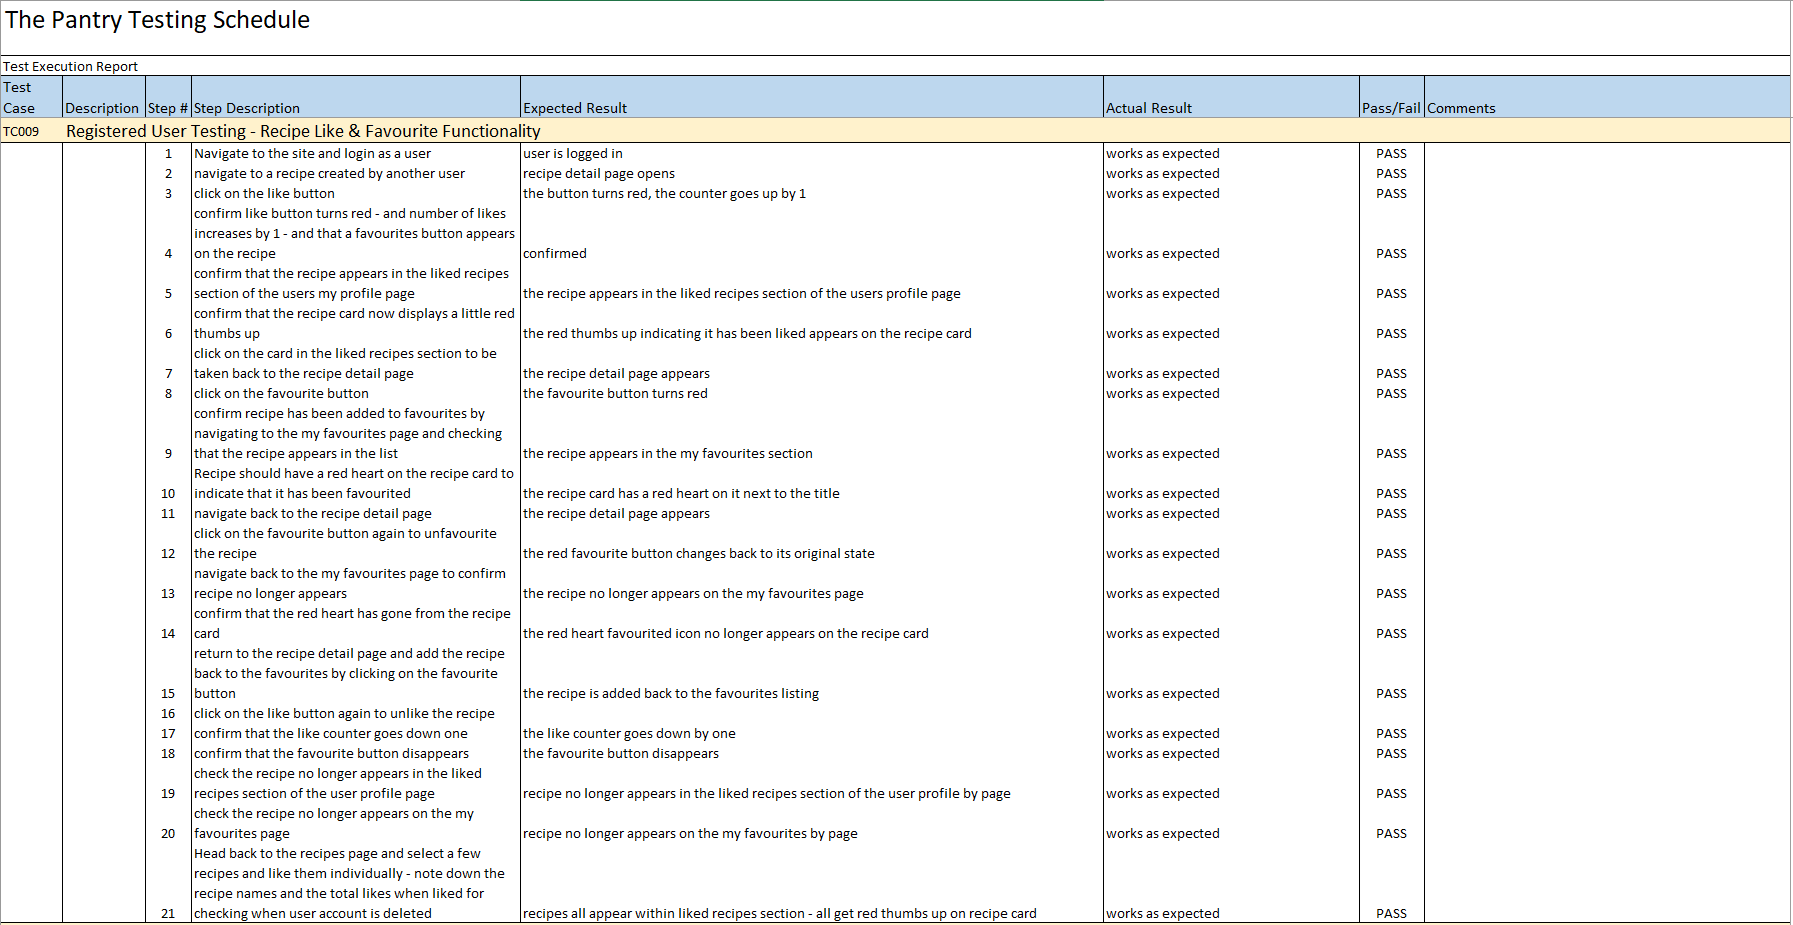 The Pantry Testing Schedule
Test Execution Report
Test Case Description Step # Step Description Expected Result Actual Result Pass/Fail Comments
TC009 Registered User Testing - Recipe Like & Favourite Functionality
1 Navigate to the site and login as a user user is logged in works as expected PASS
2 navigate to a recipe created by another user recipe detail page opens works as expected PASS
3 click on the like button the button turns red, the counter goes up by 1 works as expected PASS
confirm like button turns red - and number of likes
increases by 1 - and that a favourites button appears
4 on the recipe confirmed works as expected PASS
confirm that the recipe appears in the liked recipes
5 section of the users my profile page the recipe appears in the liked recipes section of the users profile page works as expected PASS
confirm that the recipe card now displays a little red
6 thumbs up the red thumbs up indicating it has been liked appears on the recipe card works as expected PASS
click on the card in the liked recipes section to be
7 taken back to the recipe detail page the recipe detail page appears works as expected PASS
8 click on the favourite button the favourite button turns red works as expected PASS
confirm recipe has been added to favourites by
navigating to the my favourites page and checking
9 that the recipe appears in the list the recipe appears in the my favourites section works as expected PASS
Recipe should have a red heart on the recipe card to
10 indicate that it has been favourited the recipe card has a red heart on it next to the title works as expected PASS
11 navigate back to the recipe detail page the recipe detail page appears works as expected PASS
click on the favourite button again to unfavourite
12 the recipe the red favourite button changes back to its original state works as expected PASS
navigate back to the my favourites page to confirm
13 recipe no longer appears the recipe no longer appears on the my favourites page works as expected PASS
confirm that the red heart has gone from the recipe
14 card the red heart favourited icon no longer appears on the recipe card works as expected PASS
return to the recipe detail page and add the recipe
back to the favourites by clicking on the favourite
15 button the recipe is added back to the favourites listing works as expected PASS
16 click on the like button again to unlike the recipe works as expected PASS
17 confirm that the like counter goes down one the like counter goes down by one works as expected PASS
18 confirm that the favourite button disappears the favourite button disappears works as expected PASS
check the recipe no longer appears in the liked
19 recipes section of the user profile page recipe no longer appears in the liked recipes section of the user profile by page works as expected PASS
check the recipe no longer appears on the my
20 favourites page recipe no longer appears on the my favourites by page works as expected PASS
Head back to the recipes page and select a few
recipes and like them individually - note down the
recipe names and the total likes when liked for
21 checking when user account is deleted recipes all appear within liked recipes section - all get red thumbs up on recipe card works as expected PASS